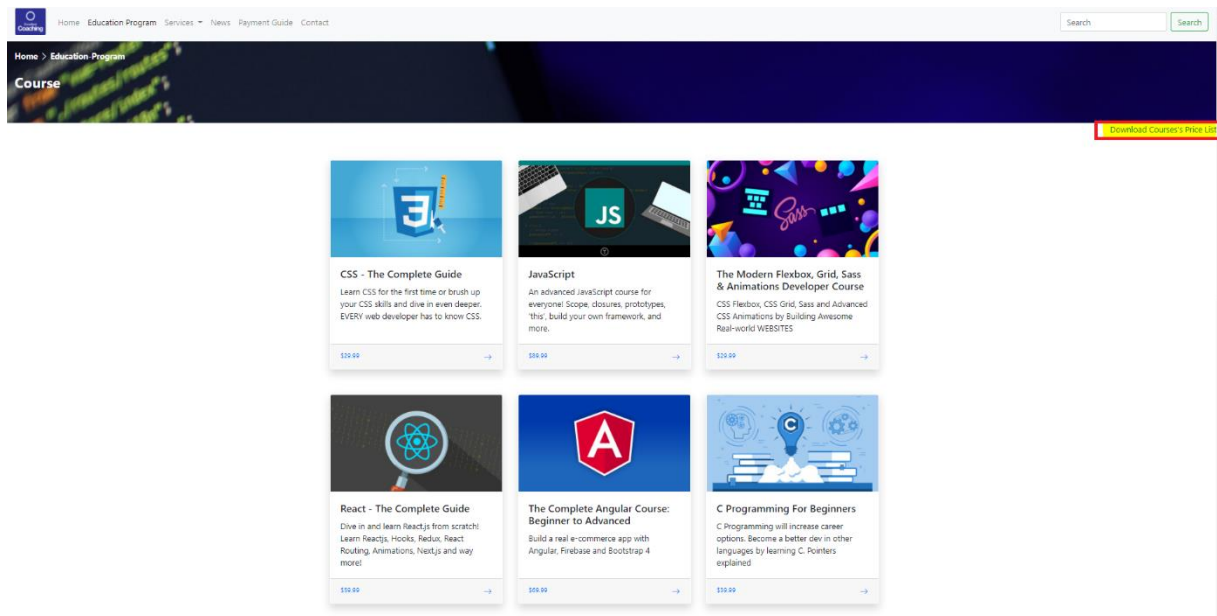 Coaching
Home Education Program Services News Payment Guide Contact
Search
Search
Home > Education Program
Course
Download Courses's Price List
JS
Sass
CSS - The Complete Guide
Learn CSS for the first time or brush up
your CSS skills and dive in even deeper.
EVERY web developer has to know CSS.
$29.99
JavaScript
An advanced JavaScript course for
everyone! Scope, closures, prototypes,
'this', build your own framework, and
more.
$89.99
The Modern Flexbox, Grid, Sass
& Animations Developer Course
CSS Flexbox, CSS Grid, Sass and Advanced
CSS Animations by Building Awesome
Real-world WEBSITES
$29.99
A
C
React - The Complete Guide
Dive in and learn React.js from scratch!
Learn Reactjs, Hooks, Redux, React
Routing, Animations, Next.js and way
more!
The Complete Angular Course:
Beginner to Advanced
Build a real e-commerce app with
Angular, Firebase and Bootstrap 4
C Programming For Beginners
C Programming will increase career
options. Become a better dev in other
languages by learning C. Pointers
explained